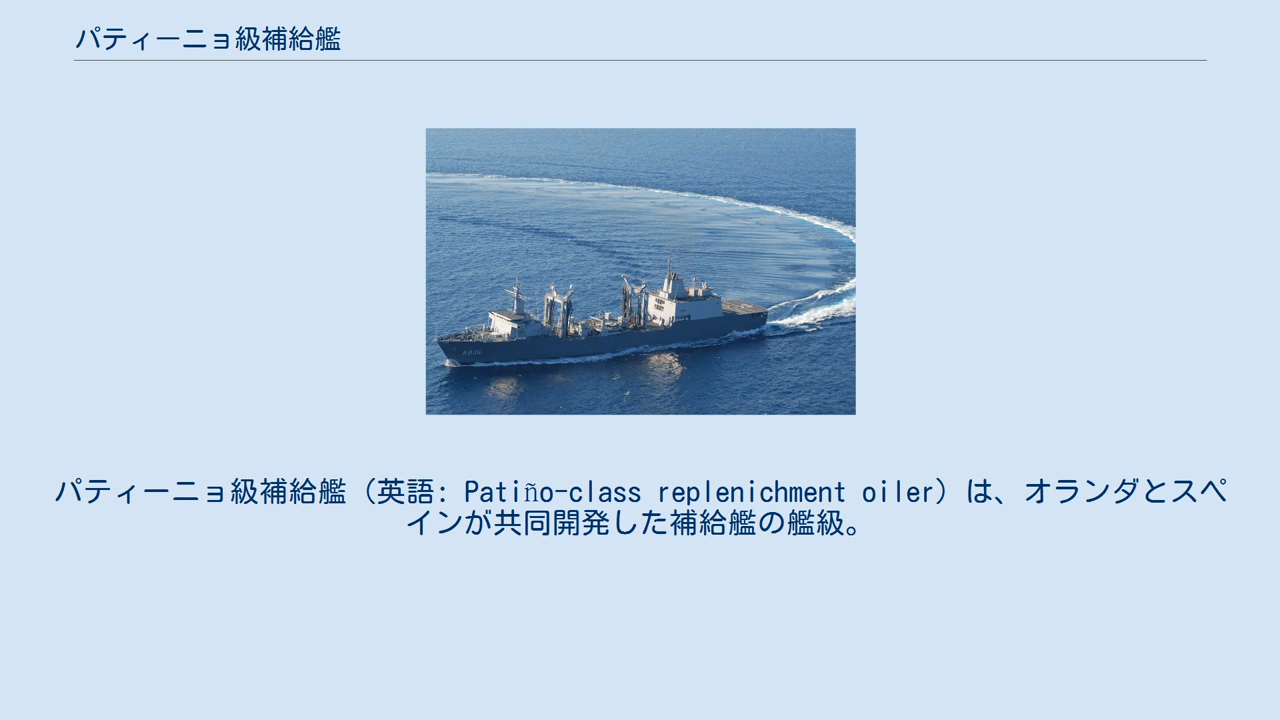 パティーニョ級補給艦
パティーニョ級補給艦（英語: Patiño-class replenichment oiler）は、オランダとスペ
インが共同開発した補給艦の艦級。